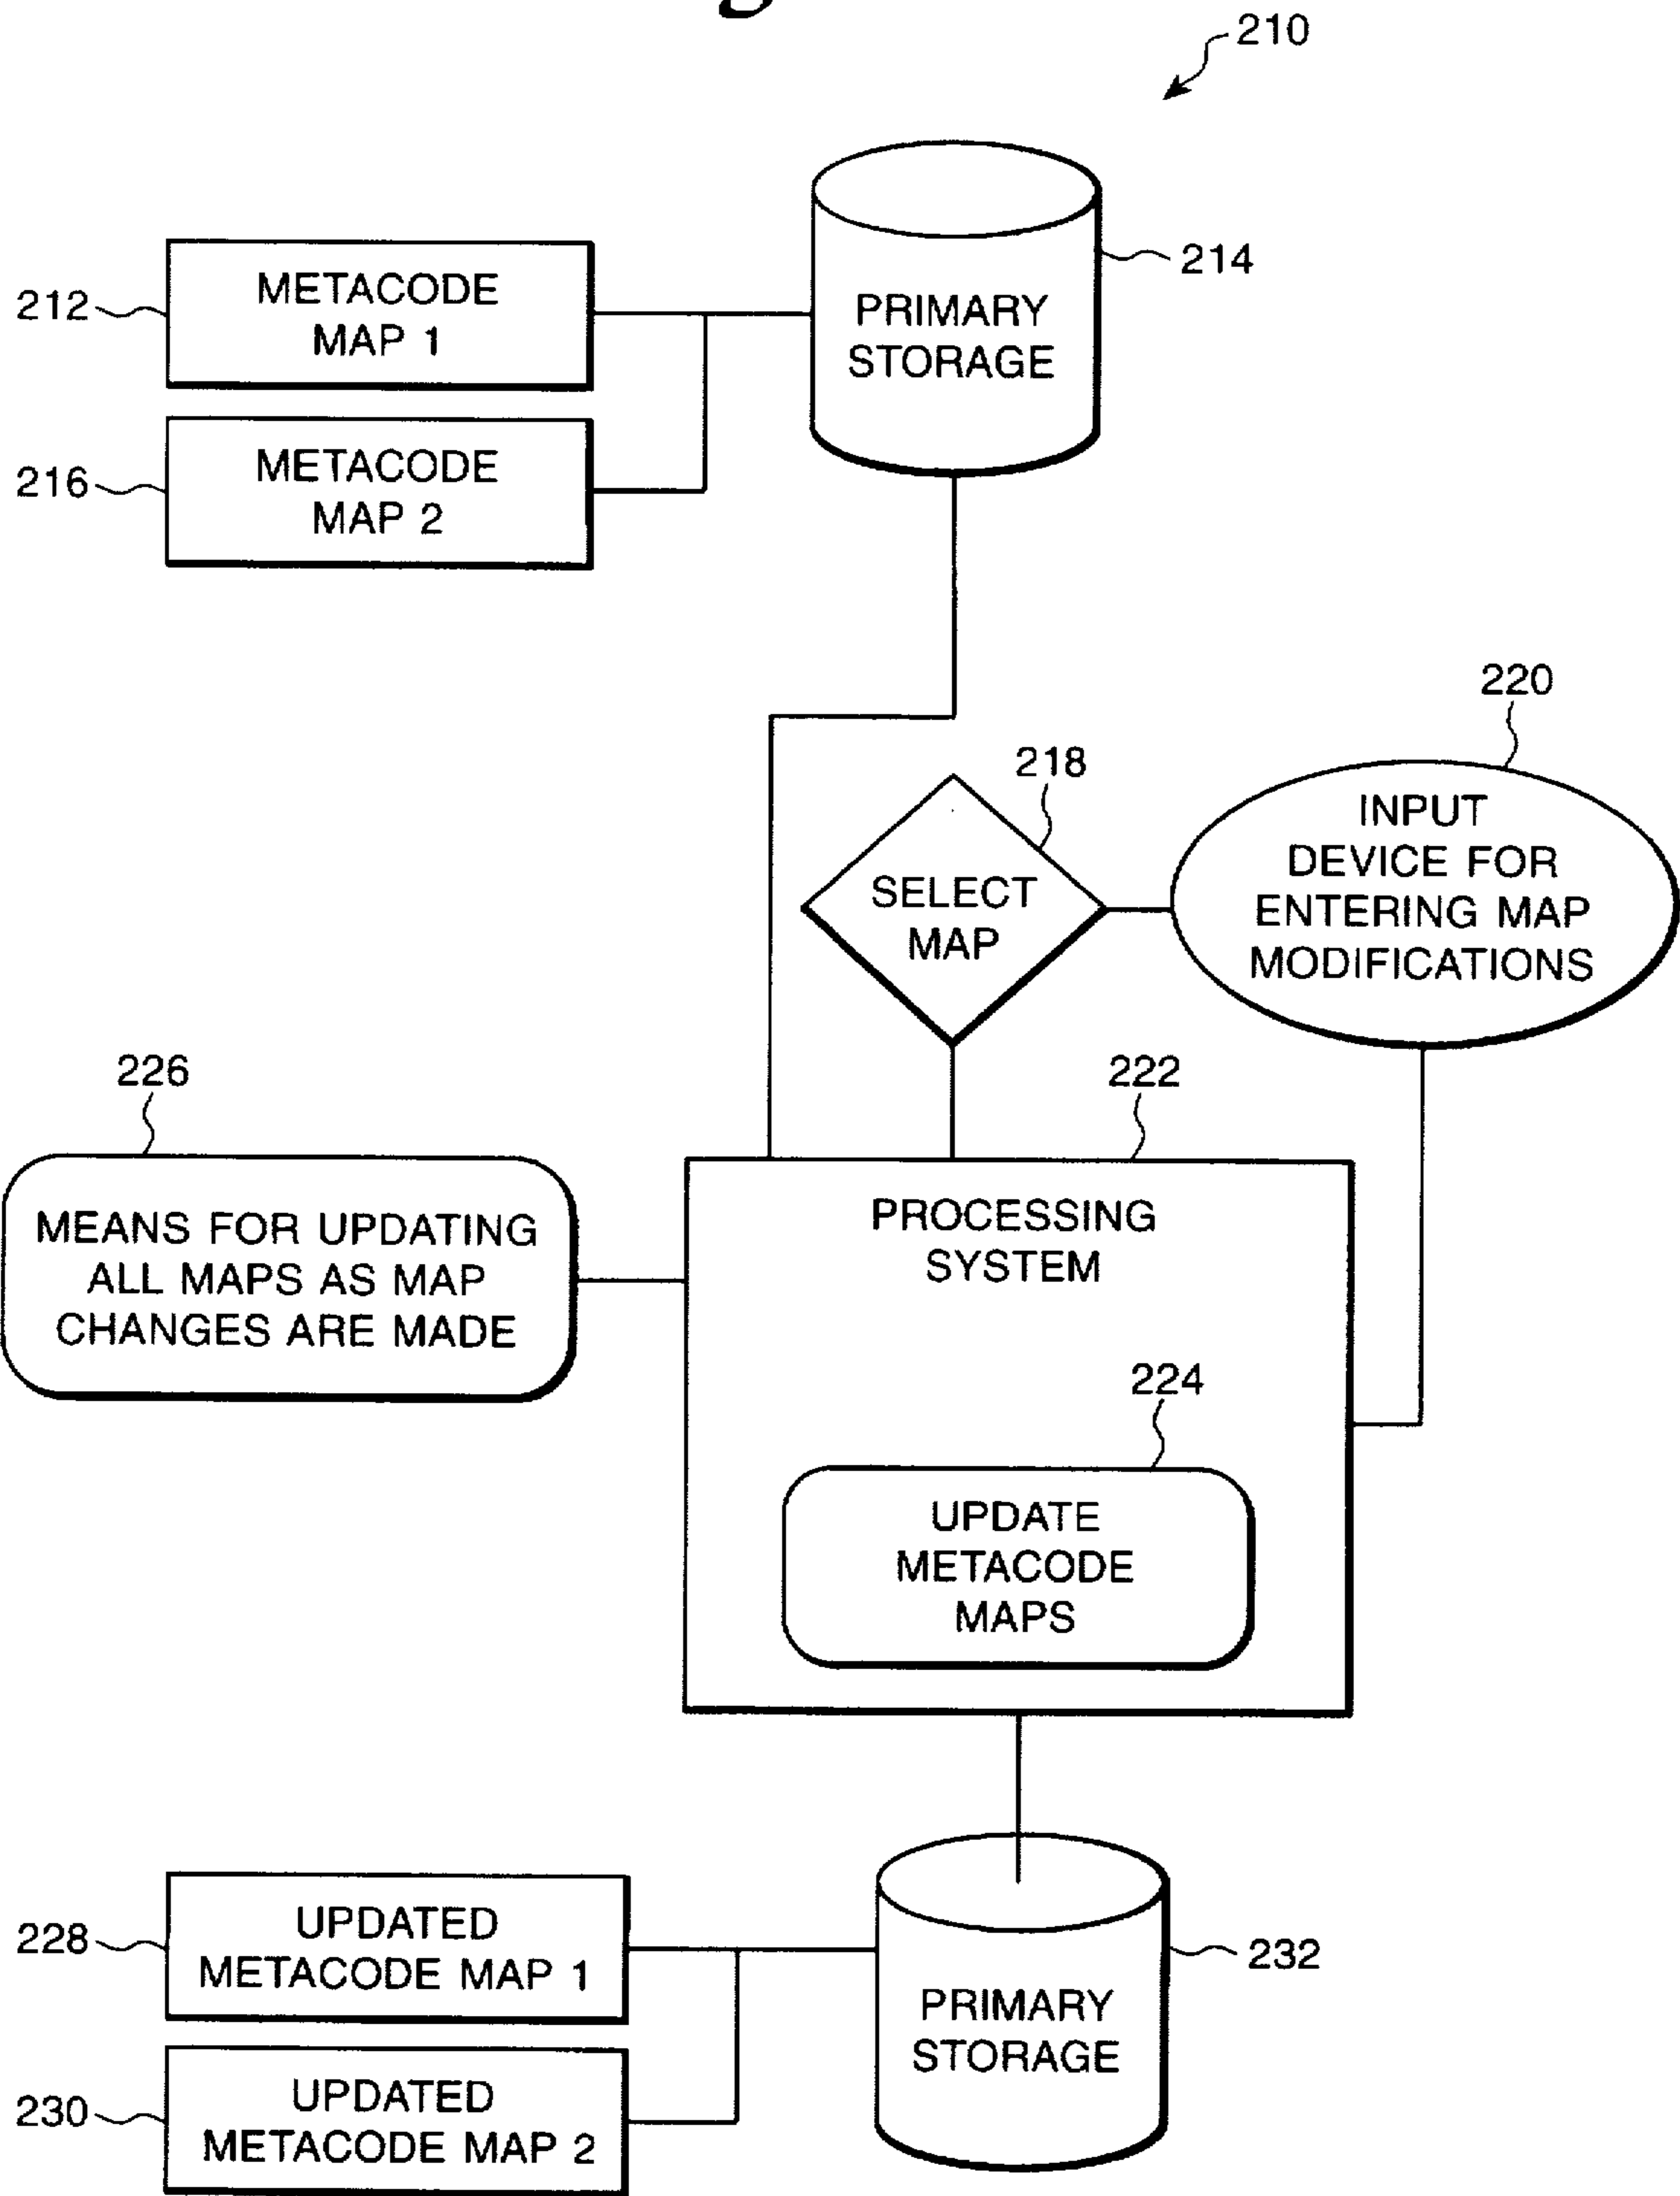 210
METACODE
MAP 1
212
PRIMARY
STORAGE
214
METACODE
MAP 2
216
220
218
INPUT
DEVICE FOR
ENTERING MAP
MODIFICATIONS
SELECT
MAP
226
222
MEANS FOR UPDATING
ALL MAPS AS MAP
CHANGES ARE MADE
PROCESSING
SYSTEM
224
UPDATE
METACODE
MAPS
228
UPDATED
METACODE MAP 1
232
PRIMARY
STORAGE
230
UPDATED
METACODE MAP 2